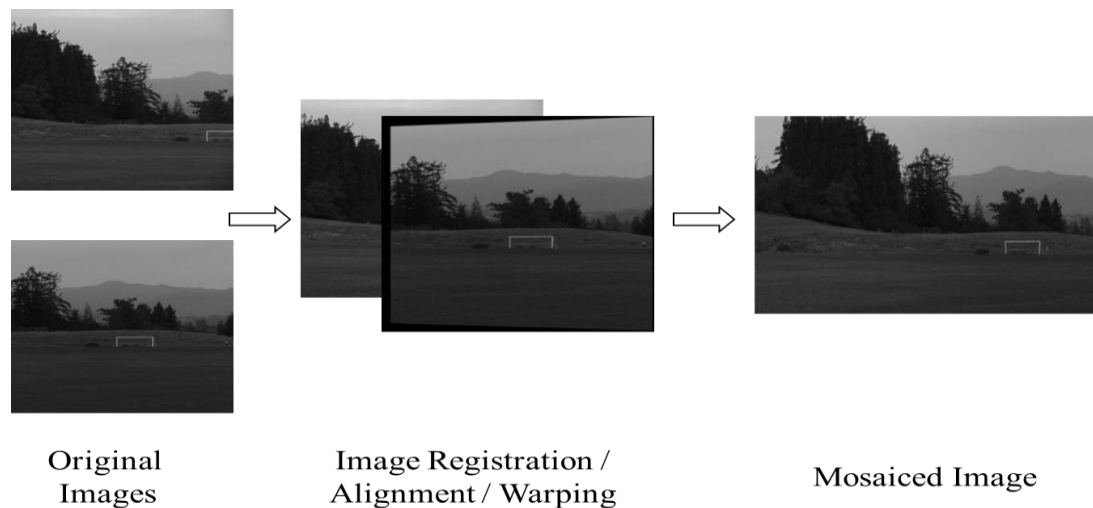 Original
Images
Image Registration /
Alignment / Warping
Mosaiced Image